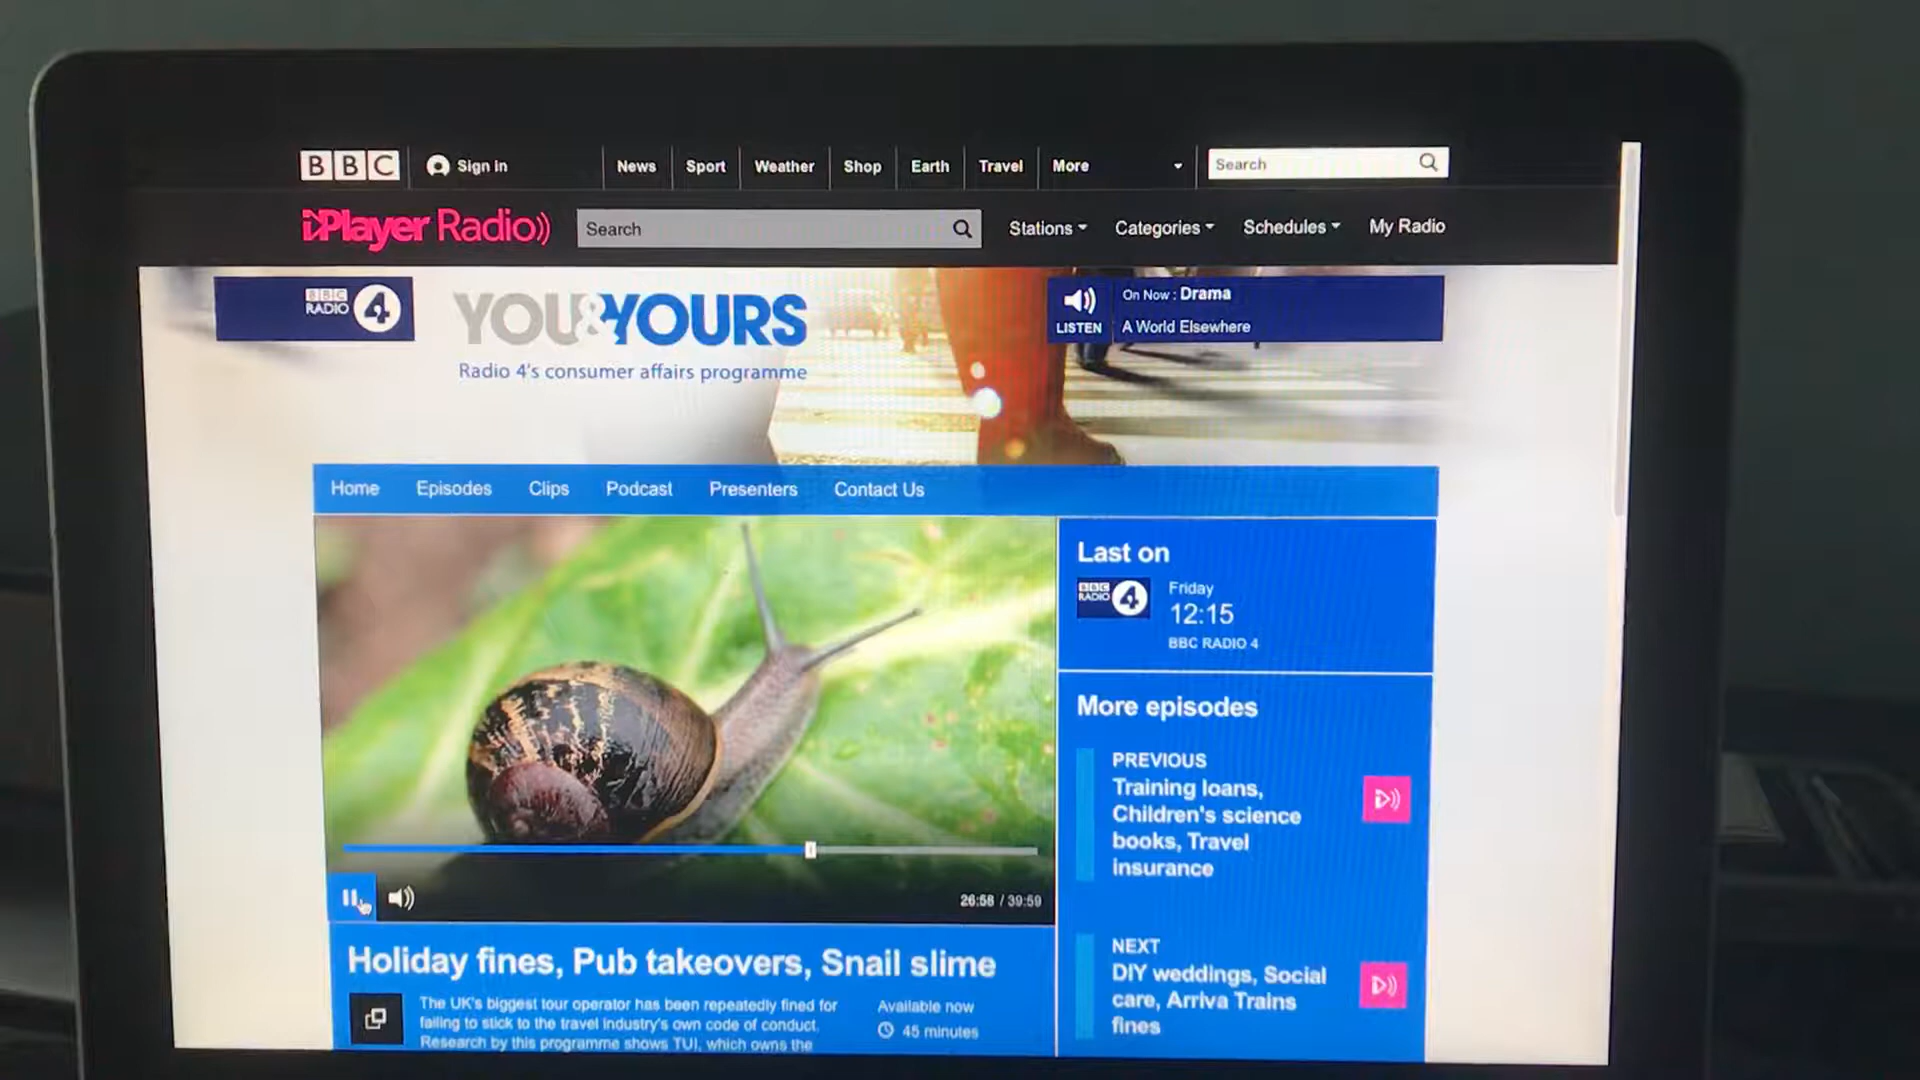 BBC Sign in News Sport Weather Shop Earth Travel More Search
iPlayer Radio Search Stations Categories Schedules My Radio
BBC RADIO 4
YOU&YOURS
Radio 4's consumer affairs programme
LISTEN
On Now : Drama
A World Elsewhere
Home Episodes Clips Podcast Presenters Contact Us
Last on
BBC RADIO 4
Friday
12:15
BBC RADIO 4
More episodes
PREVIOUS
Training loans,
Children's science
books, Travel
insurance
NEXT
DIY weddings, Social
care, Arriva Trains
fines
26:58 / 39:59
Holiday fines, Pub takeovers, Snail slime
The UK's biggest tour operator has been repeatedly fined for
failing to stick to the travel industry's own code of conduct.
Research by this programme shows TUI, which owns the
Available now
45 minutes